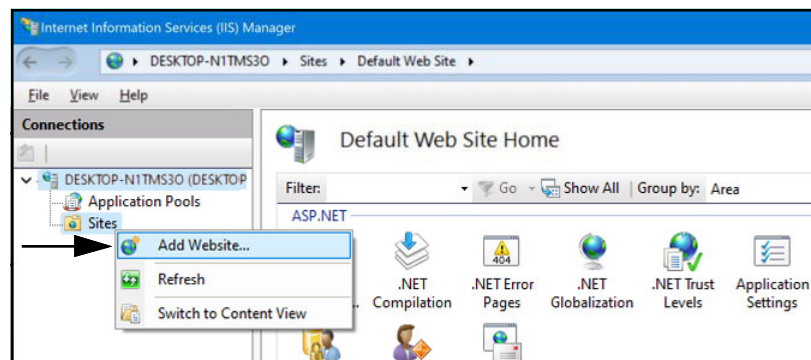 Internet Information Services (IIS) Manager
DESKTOP-N1TMS3O Sites Default Web Site
File View Help
Connections
DESKTOP-N1TMS3O (DESKTOP
Application Pools
Sites
Add Website...
Refresh
Switch to Content View
Default Web Site Home
Filter: Go Show All Group by: Area
ASP.NET
.NET Compilation
.NET Error Pages
.NET Globalization
.NET Trust Levels
Application Settings
404